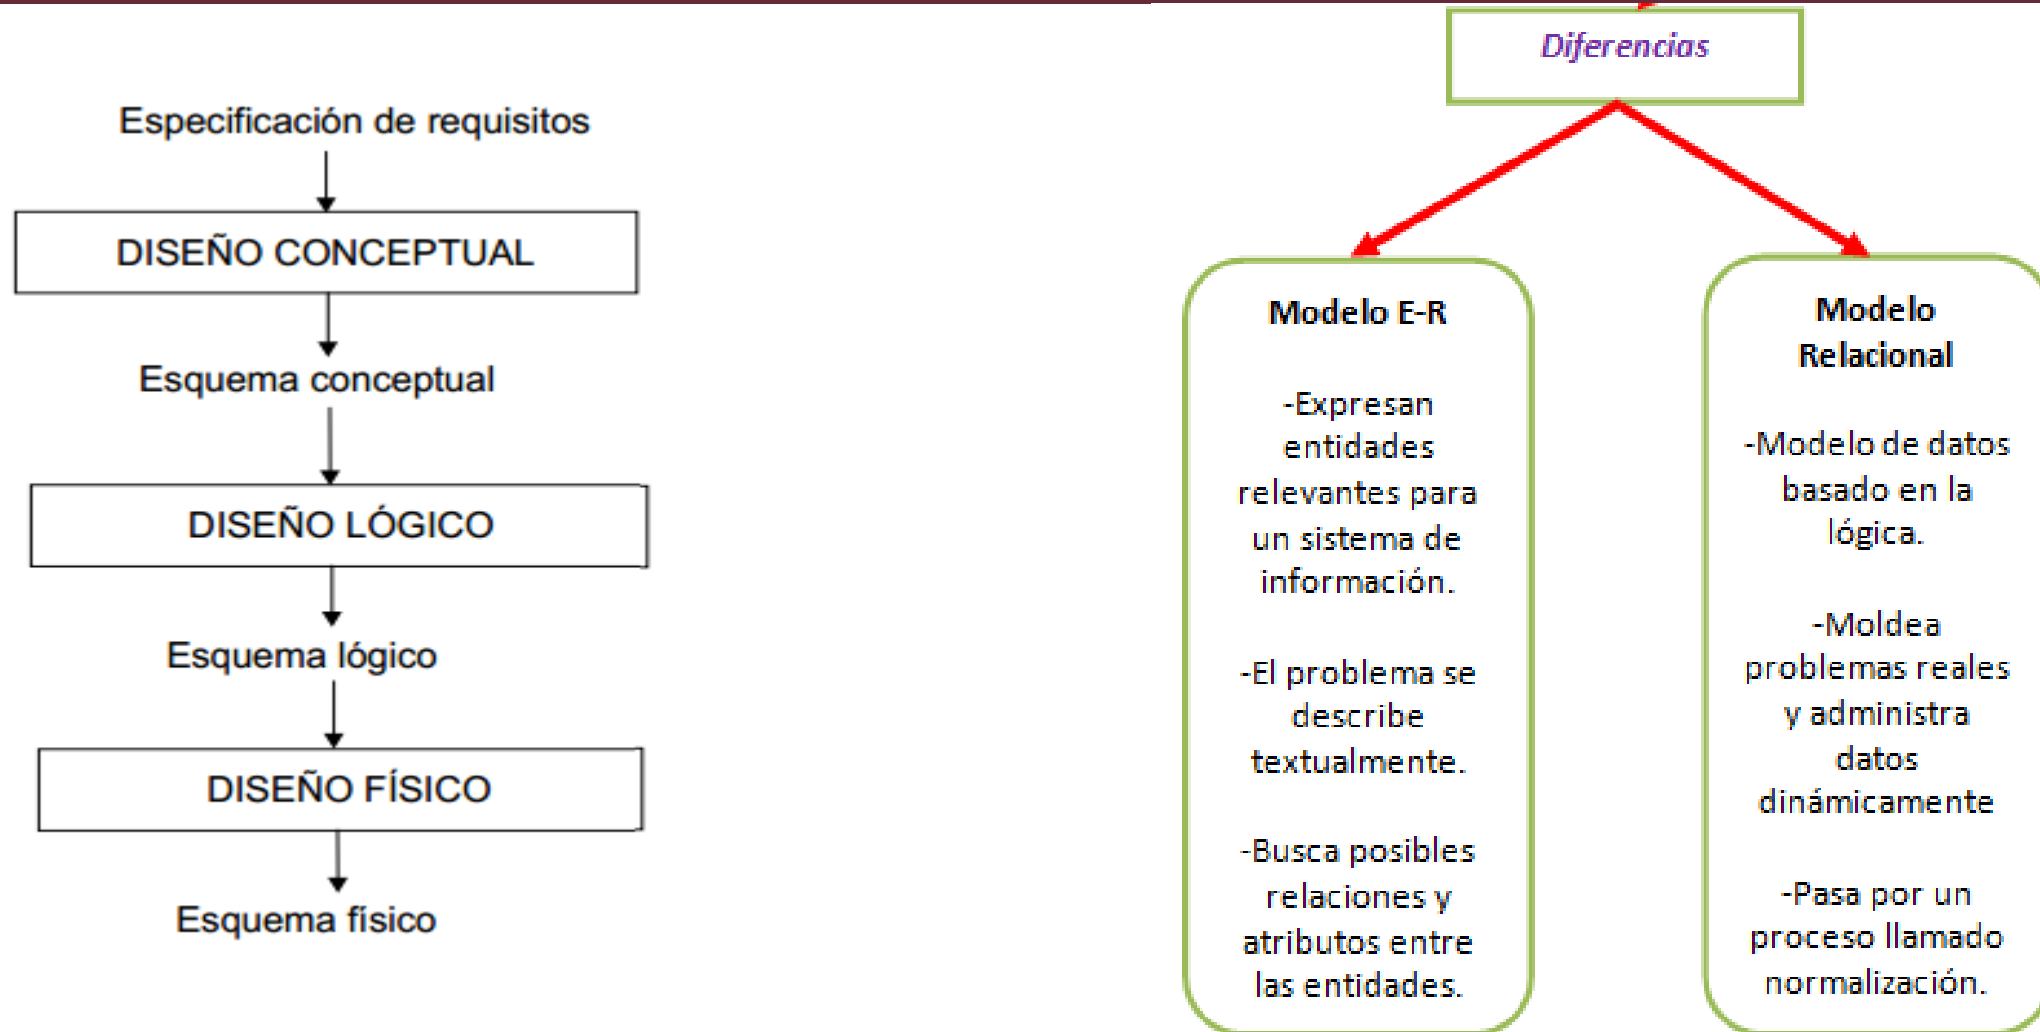 Especificación de requisitos
DISEÑO CONCEPTUAL
Esquema conceptual
DISEÑO LÓGICO
Esquema lógico
DISEÑO FÍSICO
Esquema físico
Diferencias
Modelo E-R
-Expresan
entidades
relevantes para
un sistema de
información.
-El problema se
describe
textualmente.
-Busca posibles
relaciones y
atributos entre
las entidades.
Modelo
Relacional
-Modelo de datos
basado en la
lógica.
-Moldea
problemas reales
y administra
datos
dinámicamente
-Pasa por un
proceso llamado
normalización.